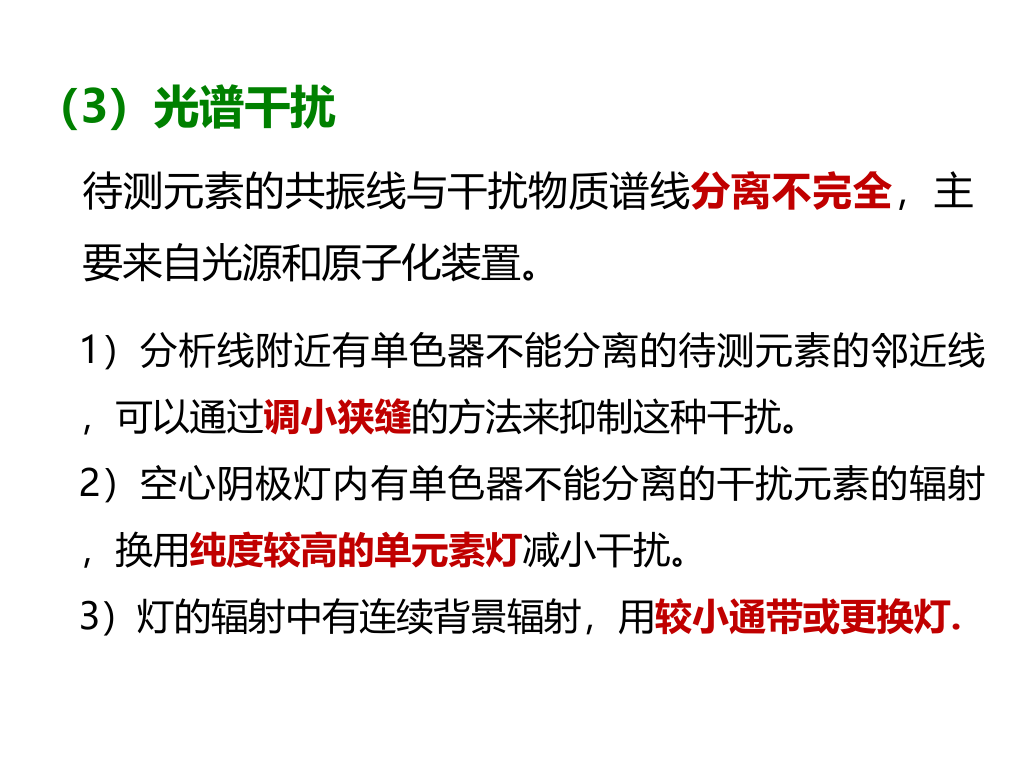 （3）光谱干扰
待测元素的共振线与干扰物质谱线分离不完全，主
要来自光源和原子化装置。
1）分析线附近有单色器不能分离的待测元素的邻近线
，可以通过调小狭缝的方法来抑制这种干扰。
2）空心阴极灯内有单色器不能分离的干扰元素的辐射
，换用纯度较高的单元素灯减小干扰。
3）灯的辐射中有连续背景辐射，用较小通带或更换灯.